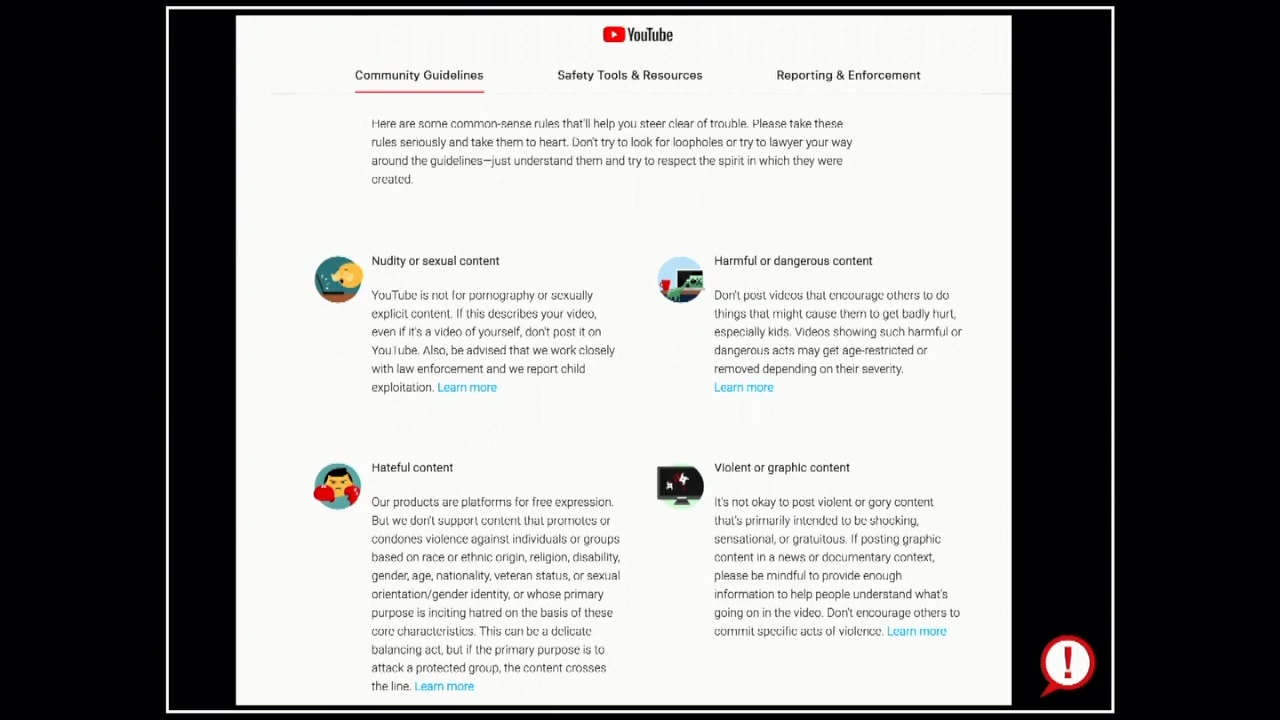 YouTube
Community Guidelines
Safety Tools & Resources
Reporting & Enforcement
Here are some common-sense rules that'll help you steer clear of trouble. Please take these
rules seriously and take them to heart. Don't try to look for loopholes or try to lawyer your way
around the guidelines—just understand them and try to respect the spirit in which they were
created.
Nudity or sexual content
YouTube is not for pornography or sexually
explicit content. If this describes your video,
even if it's a video of yourself, don't post it on
YouTube. Also, be advised that we work closely
with law enforcement and we report child
exploitation. Learn more
Harmful or dangerous content
Don't post videos that encourage others to do
things that might cause them to get badly hurt,
especially kids. Videos showing such harmful or
dangerous acts may get age-restricted or
removed depending on their severity.
Learn more
Hateful content
Our products are platforms for free expression.
But we don't support content that promotes or
condones violence against individuals or groups
based on race or ethnic origin, religion, disability,
gender, age, nationality, veteran status, or sexual
orientation/gender identity, or whose primary
purpose is inciting hatred on the basis of these
core characteristics. This can be a delicate
balancing act, but if the primary purpose is to
attack a protected group, the content crosses
the line. Learn more
Violent or graphic content
It's not okay to post violent or gory content
that's primarily intended to be shocking,
sensational, or gratuitous. If posting graphic
content in a news or documentary context,
please be mindful to provide enough
information to help people understand what's
going on in the video. Don't encourage others to
commit specific acts of violence. Learn more
!